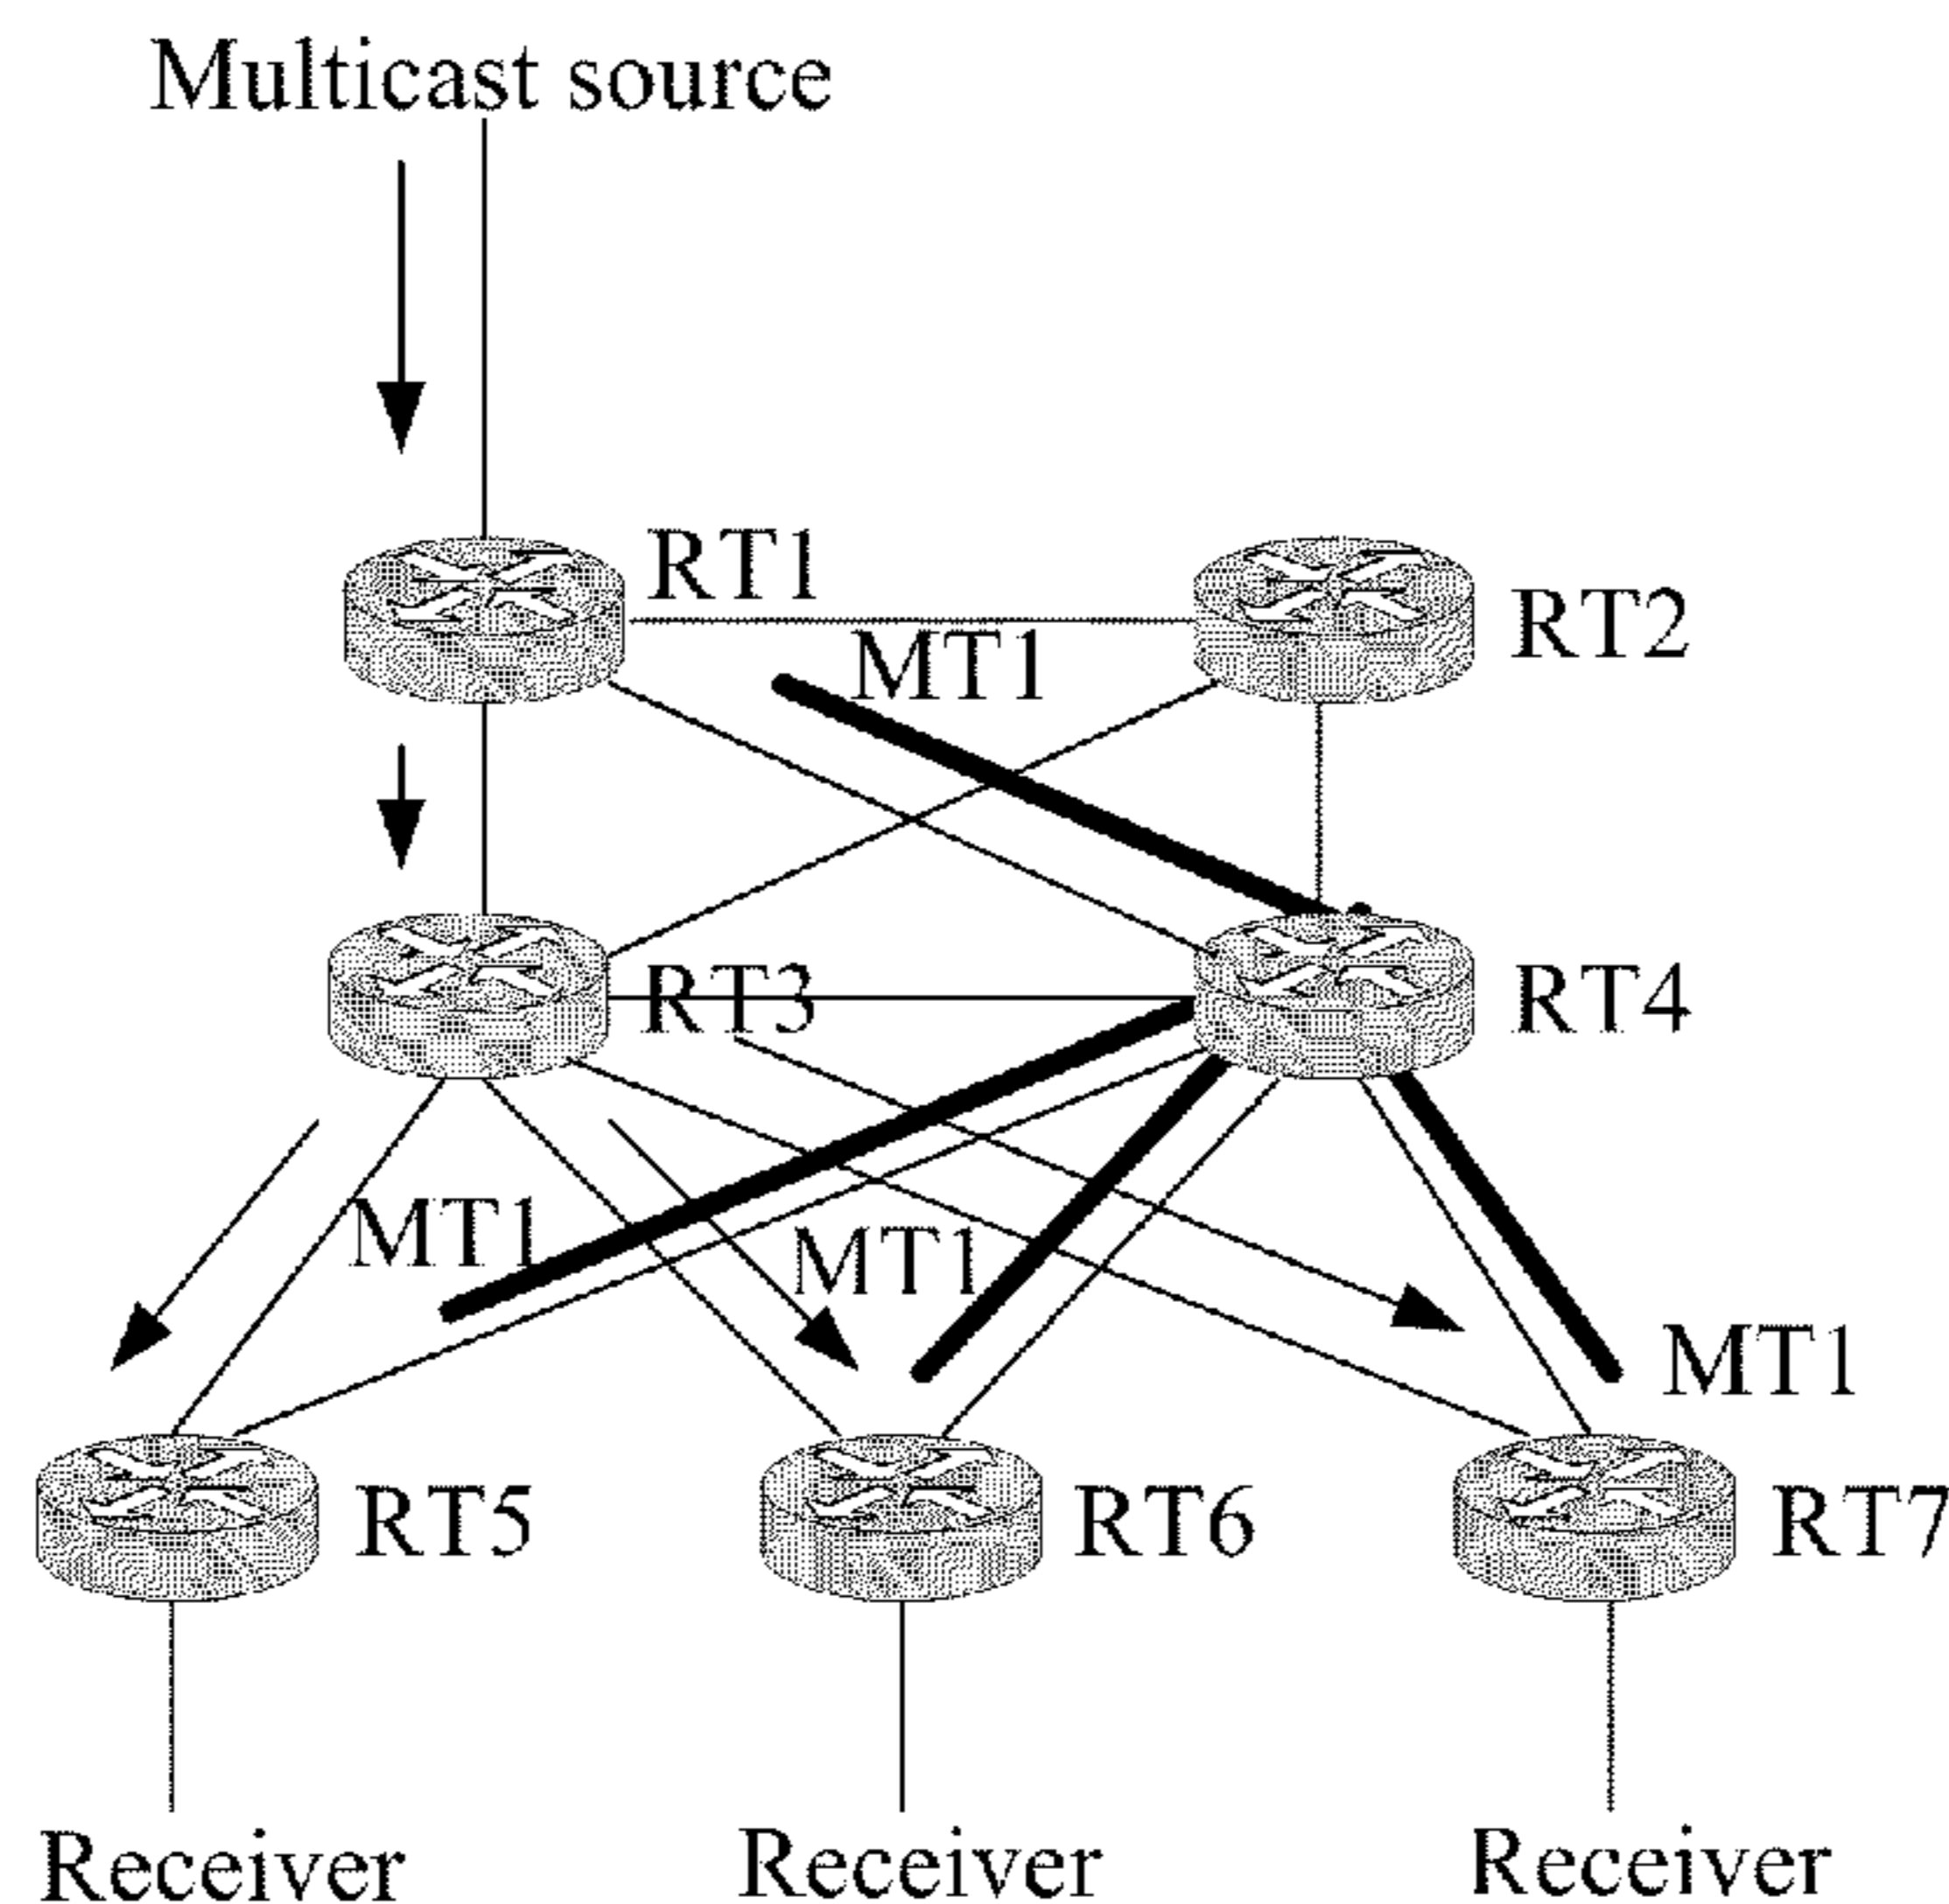 Multicast source
RT1
RT2
MT1
RT3
RT4
MT1
MT1
MT1
RT5
RT6
RT7
Receiver
Receiver
Receiver